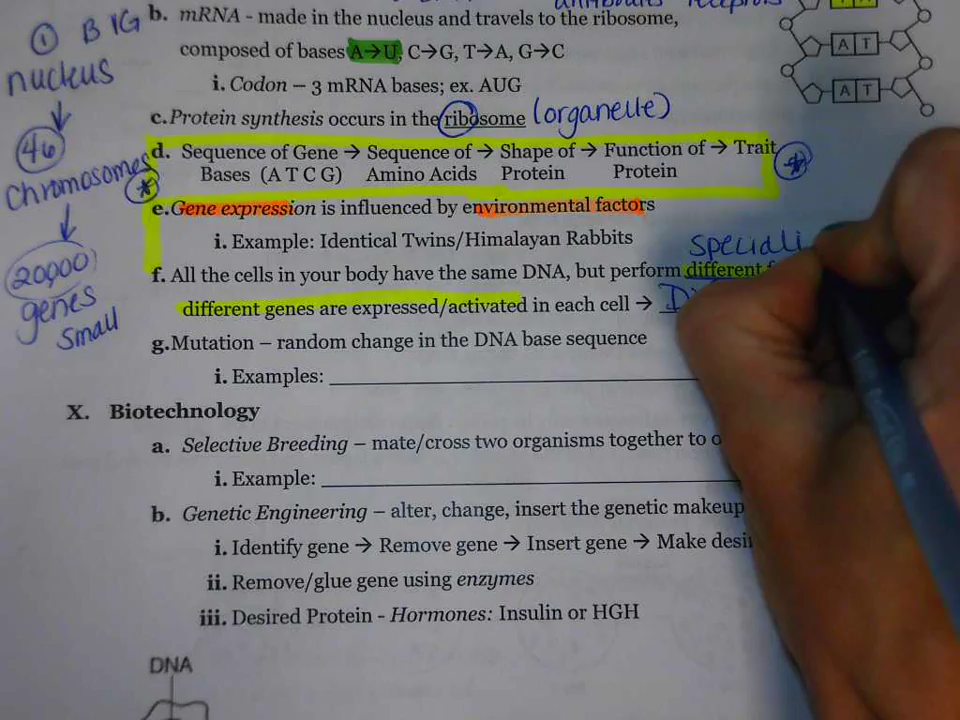 antibodies receptors
① BIG
nucleus
46
chromosomes
20,000
genes
small
b. mRNA - made in the nucleus and travels to the ribosome,
composed of bases A→U, C→G, T→A, G→C
i. Codon – 3 mRNA bases; ex. AUG
c. Protein synthesis occurs in the ribosome (organelle)
d. Sequence of Gene → Sequence of → Shape of → Function of → Trait
Bases (A T C G) Amino Acids Protein Protein
e. Gene expression is influenced by environmental factors
i. Example: Identical Twins/Himalayan Rabbits
f. All the cells in your body have the same DNA, but perform different
different genes are expressed/activated in each cell →
g. Mutation – random change in the DNA base sequence
i. Examples:
X. Biotechnology
a. Selective Breeding – mate/cross two organisms together to
i. Example:
b. Genetic Engineering – alter, change, insert the genetic makeup
i. Identify gene → Remove gene → Insert gene → Make
ii. Remove/glue gene using enzymes
iii. Desired Protein - Hormones: Insulin or HGH
DNA
A T
A T